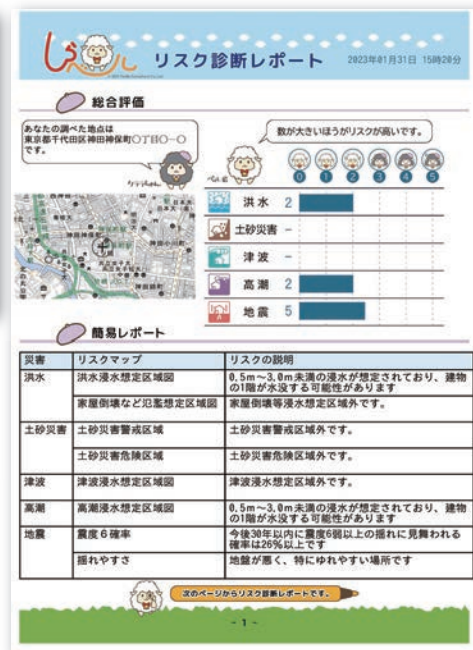 しらベール
リスク診断レポート
2023年01月31日 15時20分
総合評価
あなたの調べた地点は
東京都千代田区神田神保町〇丁目〇ー〇
です。
数が大きいほうがリスクが高いです。
0 1 2 3 4 5
洪水 2
土砂災害 -
津波 -
高潮 2
地震 5
簡易レポート
災害 リスクマップ リスクの説明
洪水 洪水浸水想定区域図 0.5m～3.0m未満の浸水が想定されており、建物
の1階が水没する可能性があります
家屋倒壊など氾濫想定区域図 家屋倒壊等浸水想定区域外です。
土砂災害 土砂災害警戒区域 土砂災害警戒区域外です。
土砂災害危険区域 土砂災害危険区域外です。
津波 津波浸水想定区域図 津波浸水想定区域外です。
高潮 高潮浸水想定区域図 0.5m～3.0m未満の浸水が想定されており、建物
の1階が水没する可能性があります
地震 震度６確率 今後30年以内に震度6弱以上の揺れに見舞われる
確率は26%以上です
揺れやすさ 地盤が悪く、特にゆれやすい場所です
次のページからリスク診断レポートです。
- 1 -